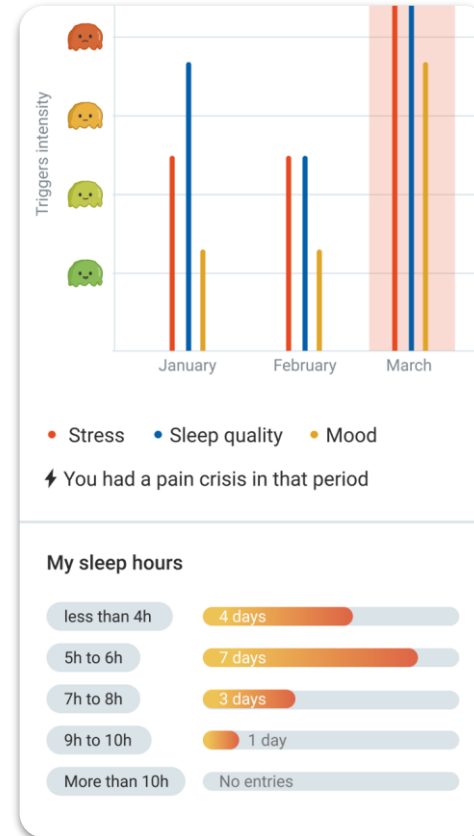 Triggers intensity
January February March
Stress Sleep quality Mood
You had a pain crisis in that period
My sleep hours
less than 4h 4 days
5h to 6h 7 days
7h to 8h 3 days
9h to 10h 1 day
More than 10h No entries